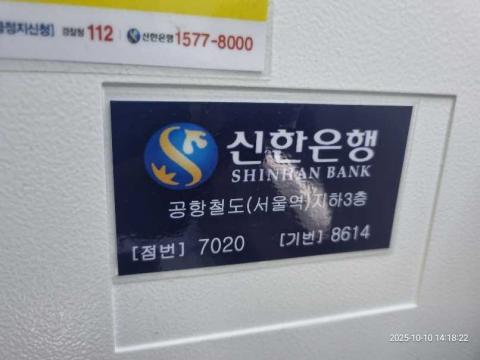 지신청] 경찰청 112 신한은행 1577-8000
신한은행
SHINHAN BANK
공항철도(서울역)지하3층
[점번] 7020 [기번] 8614
2025-10-10 14:18:22